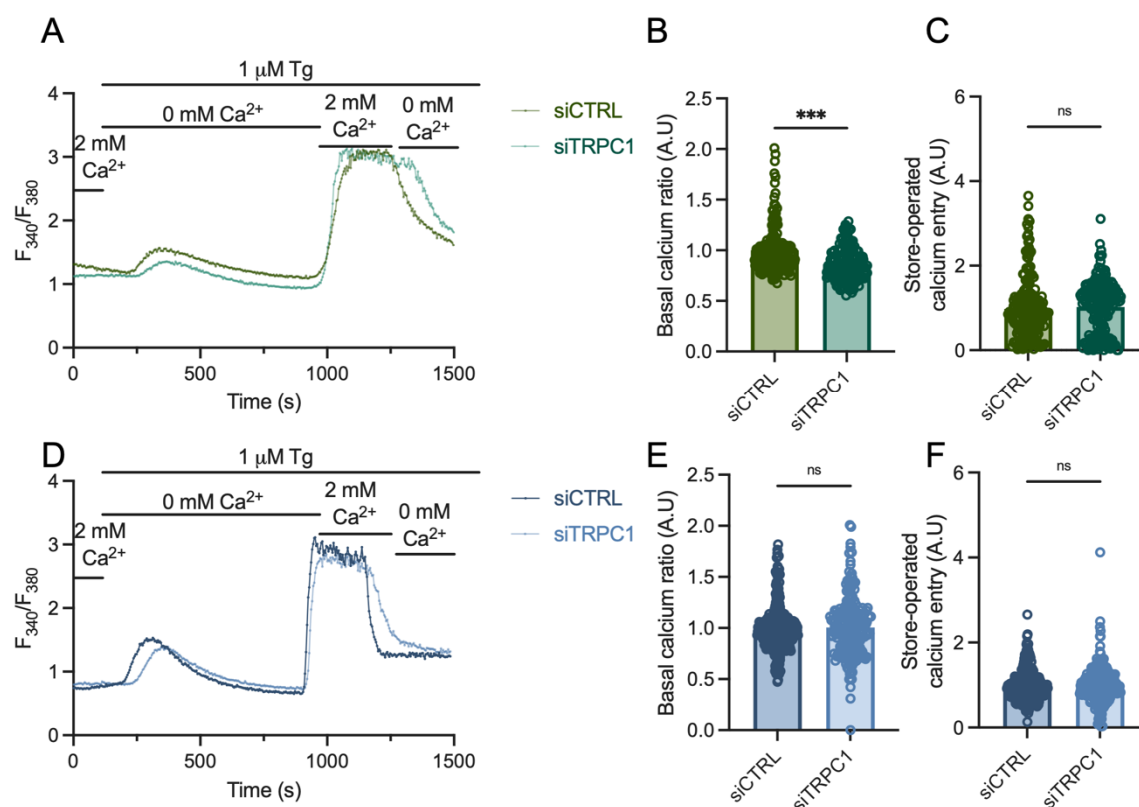 A
1 μM Tg
0 mM Ca2+
2 mM
Ca2+
2 mM
Ca2+
0 mM
Ca2+
siCTRL
siTRPC1
F340/F380
4
3
2
1
0
0
500
1000
1500
Time (s)
B
***
Basal calcium ratio (A.U)
2.5
2.0
1.5
1.0
0.5
0.0
siCTRL
siTRPC1
C
ns
Store-operated
calcium entry (A.U)
6
4
2
0
siCTRL
siTRPC1
D
1 μM Tg
0 mM Ca2+
2 mM
Ca2+
2 mM
Ca2+
0 mM
Ca2+
siCTRL
siTRPC1
F340/F380
4
3
2
1
0
0
500
1000
1500
Time (s)
E
ns
Basal calcium ratio (A.U)
2.5
2.0
1.5
1.0
0.5
0.0
siCTRL
siTRPC1
F
ns
Store-operated
calcium entry (A.U)
6
4
2
0
siCTRL
siTRPC1